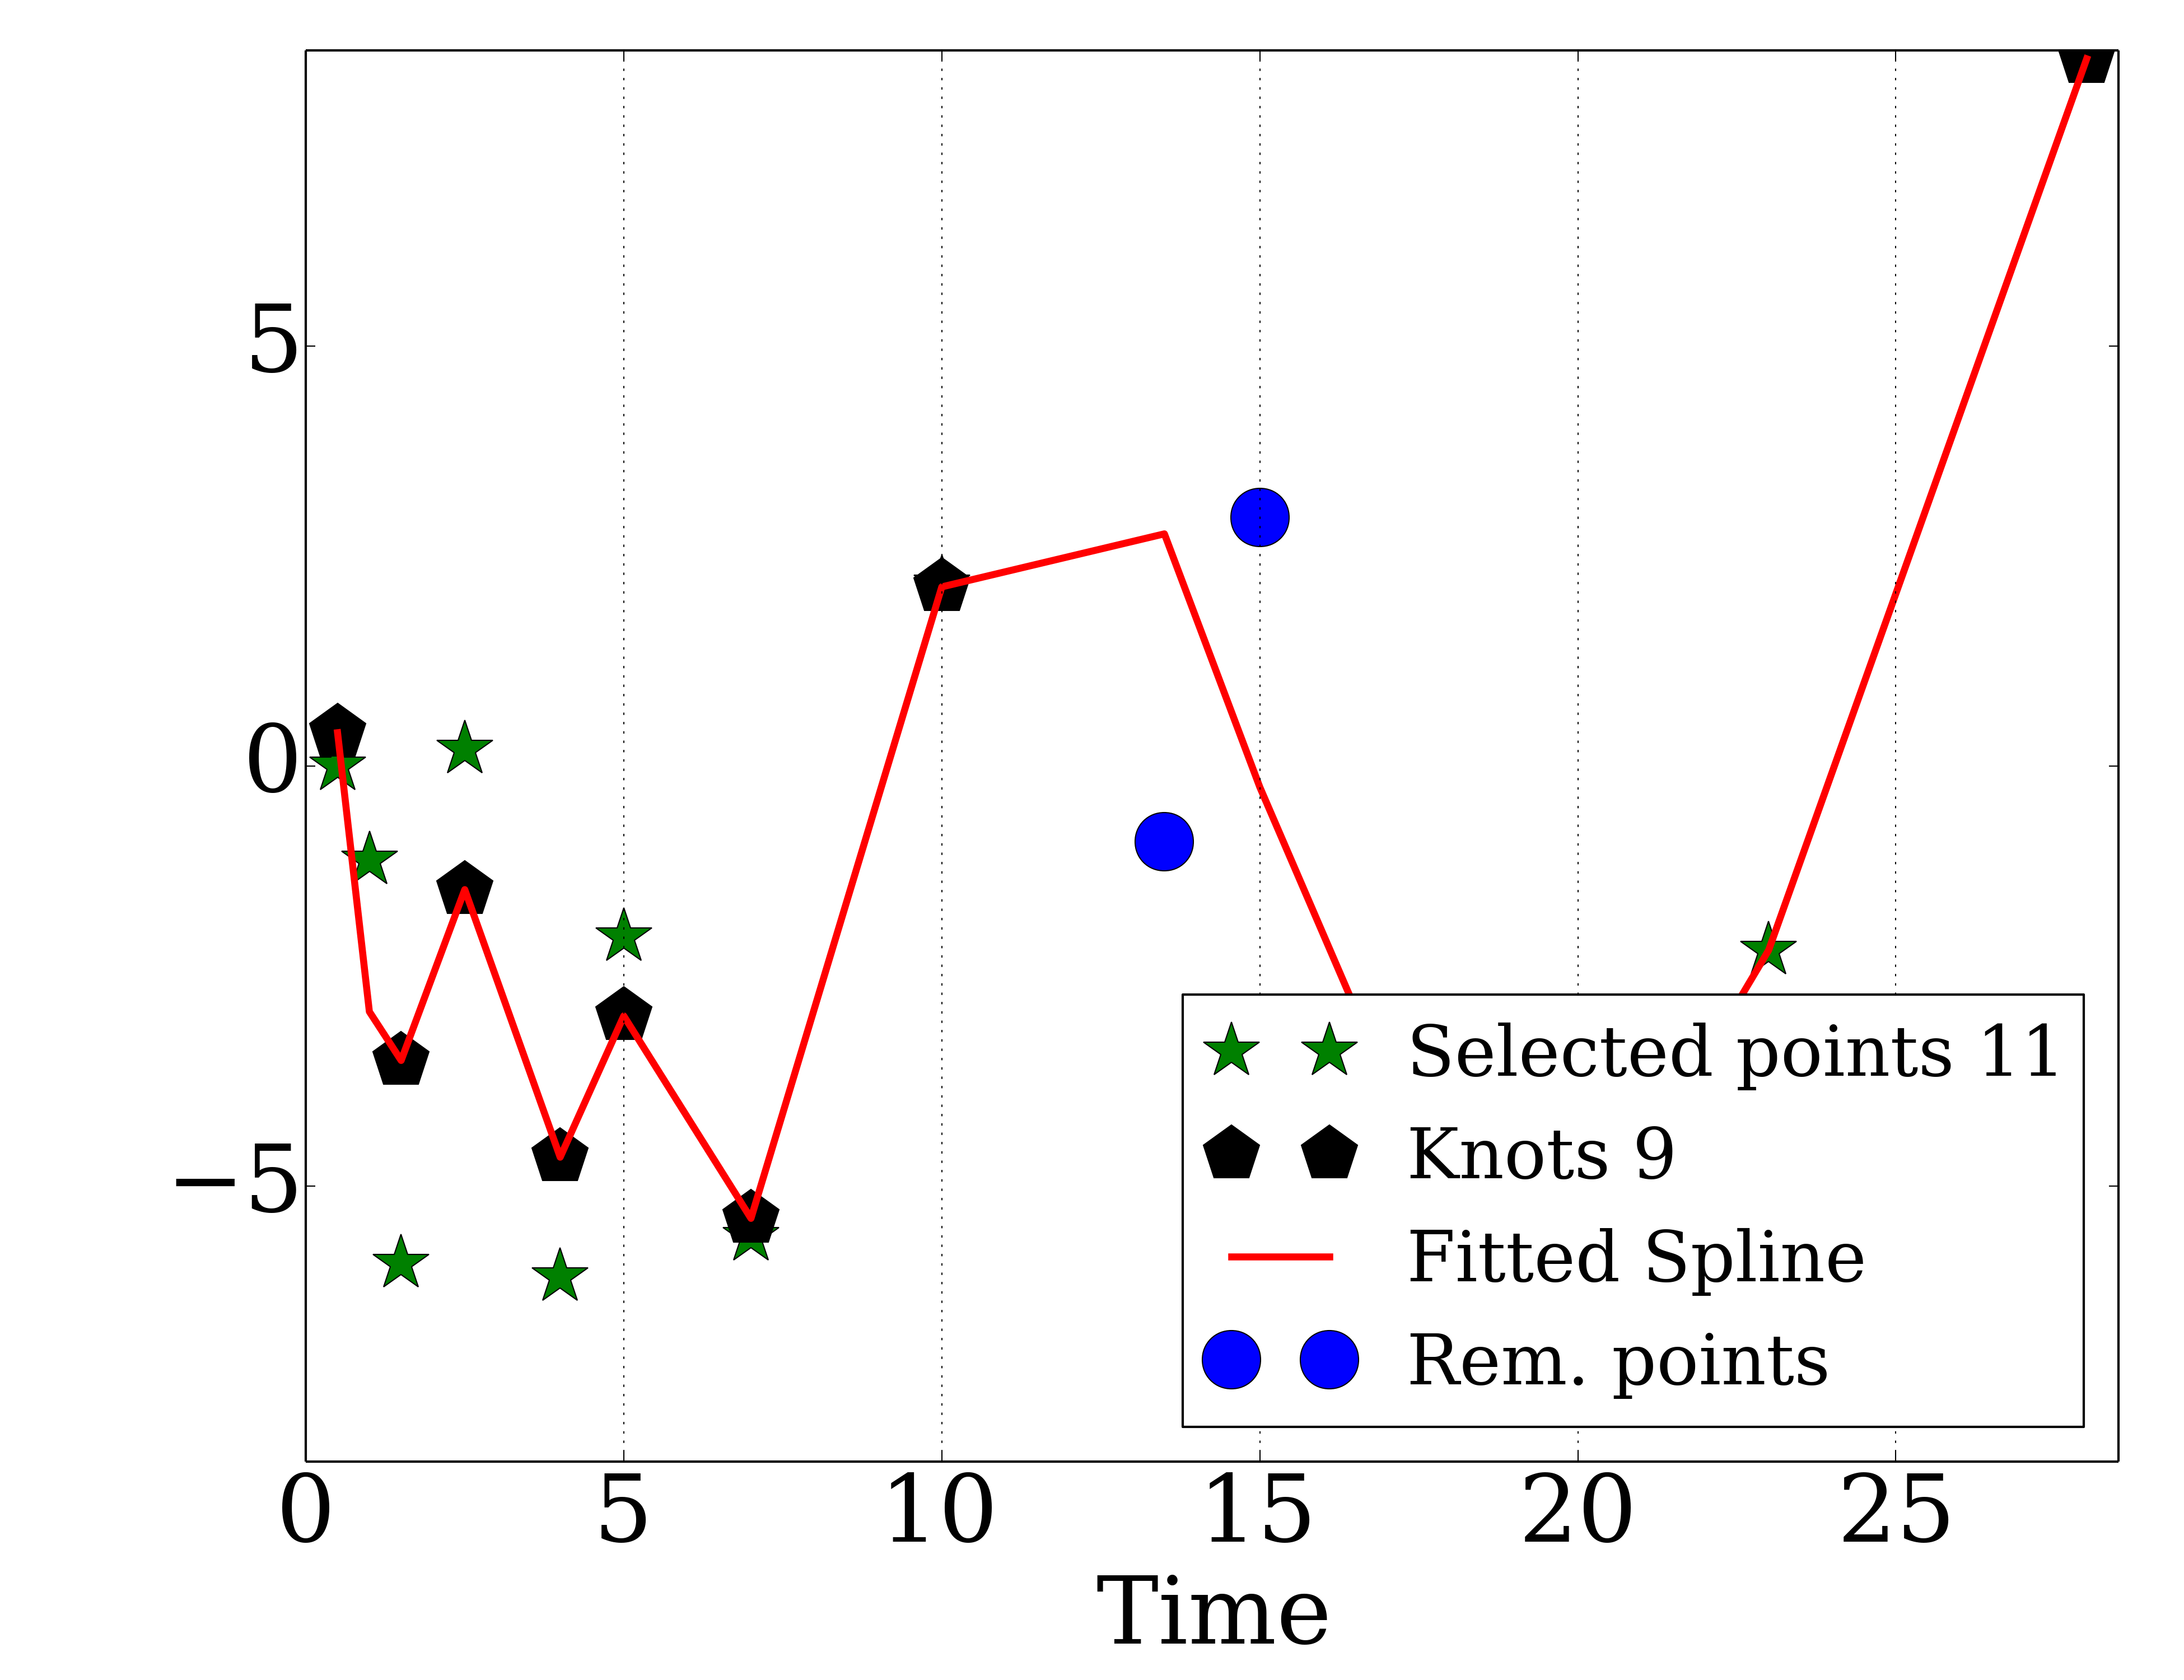 5
0
−5
0 5 10 15 20 25
Time
Selected points 11
Knots 9
Fitted Spline
Rem. points